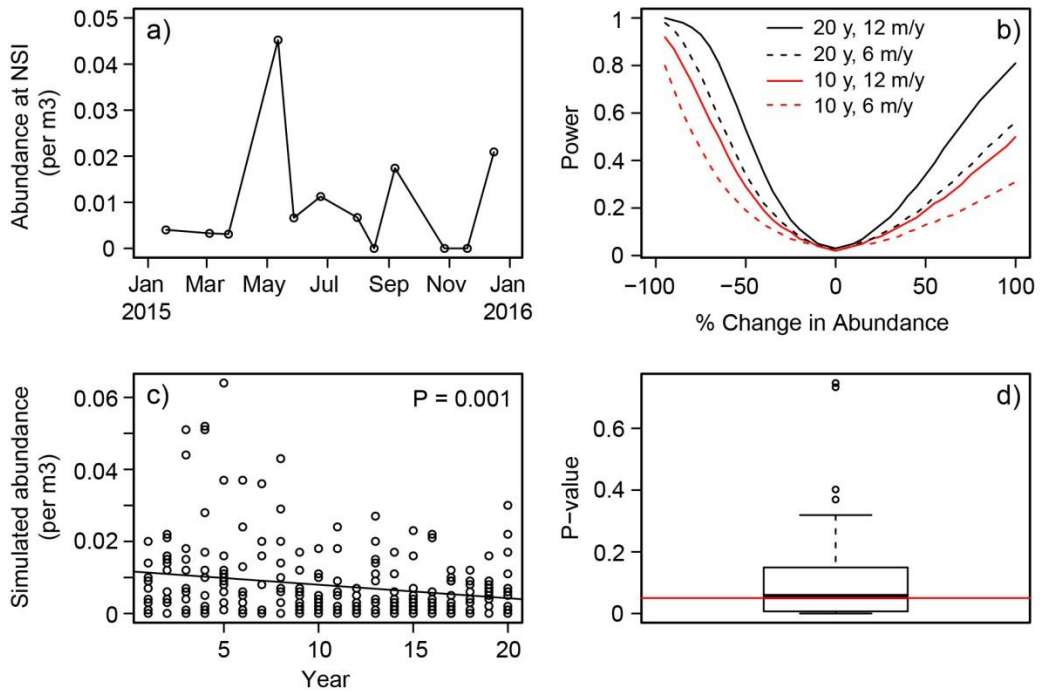 a)
Abundance at NSI
(per m3)
0.05
0.04
0.03
0.02
0.01
0
Jan Mar May Jul Sep Nov Jan
2015 2016
b)
Power
1
0.8
0.6
0.4
0.2
0
20 y, 12 m/y
20 y, 6 m/y
10 y, 12 m/y
10 y, 6 m/y
−100 −50 0 50 100
% Change in Abundance
c)
P = 0.001
Simulated abundance
(per m3)
0.06
0.04
0.02
0
5 10 15 20
Year
d)
P−value
0.6
0.4
0.2
0